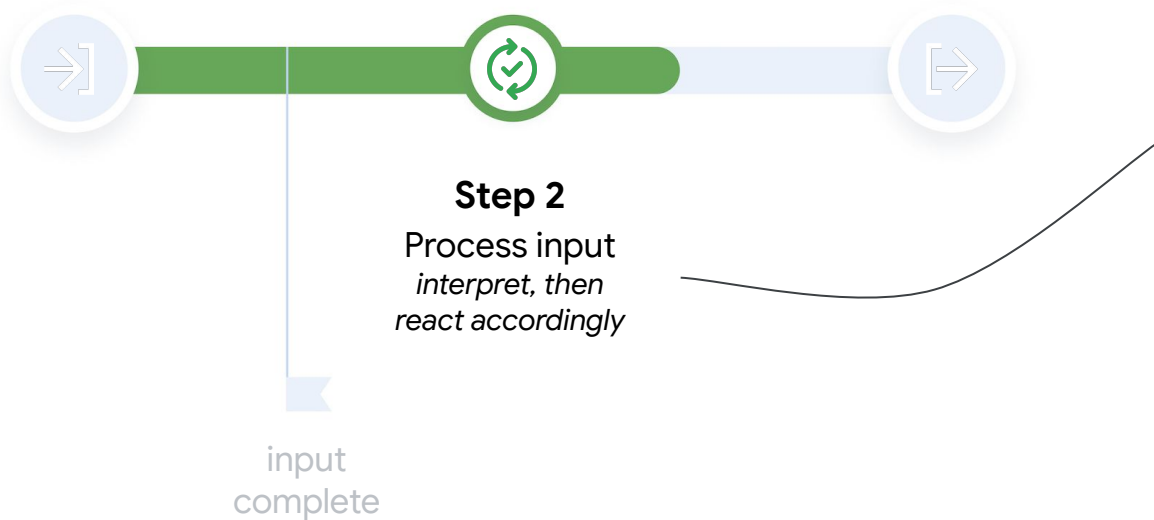 Step 2
Process input
interpret, then
react accordingly
input
complete